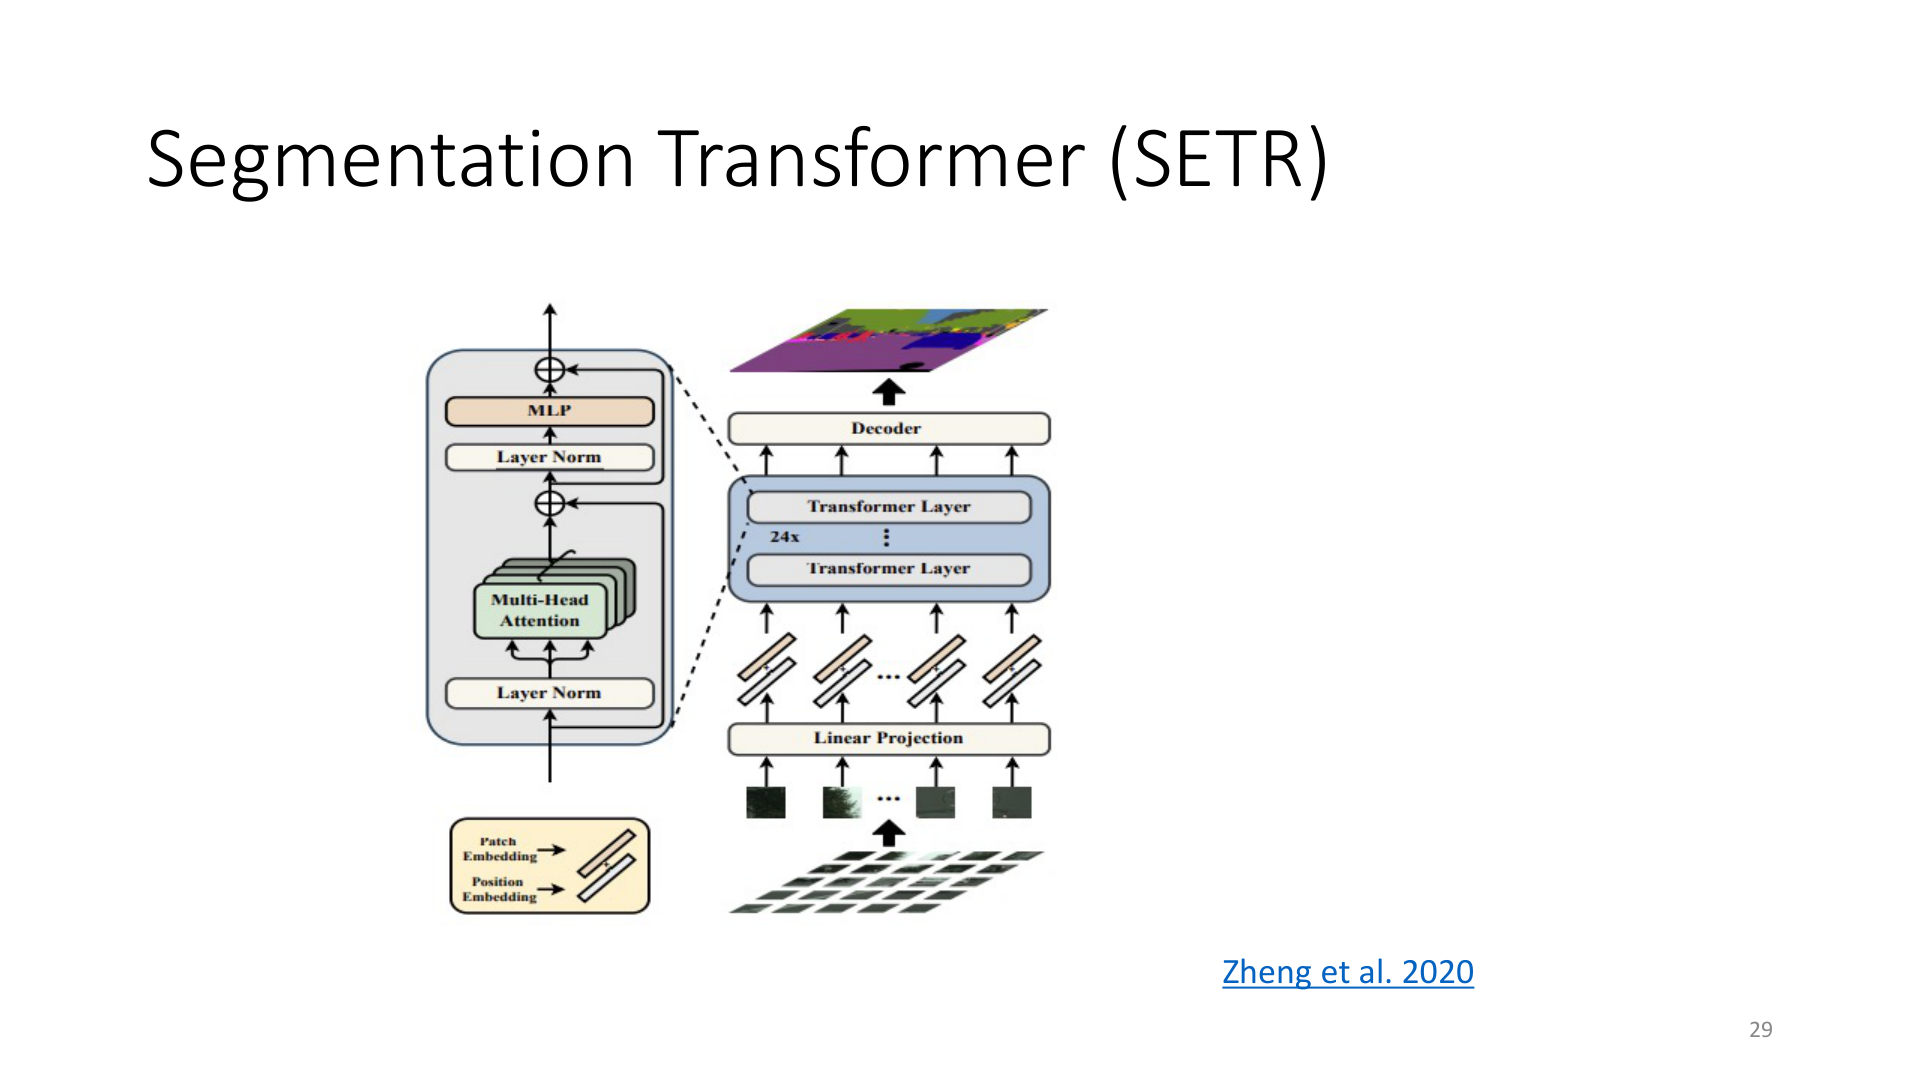 Segmentation Transformer (SETR)
MLP
Layer Norm
Multi-Head
Attention
Layer Norm
Patch
Embedding
Position
Embedding
Decoder
Transformer Layer
24x
Transformer Layer
...
Linear Projection
...
Zheng et al. 2020
29